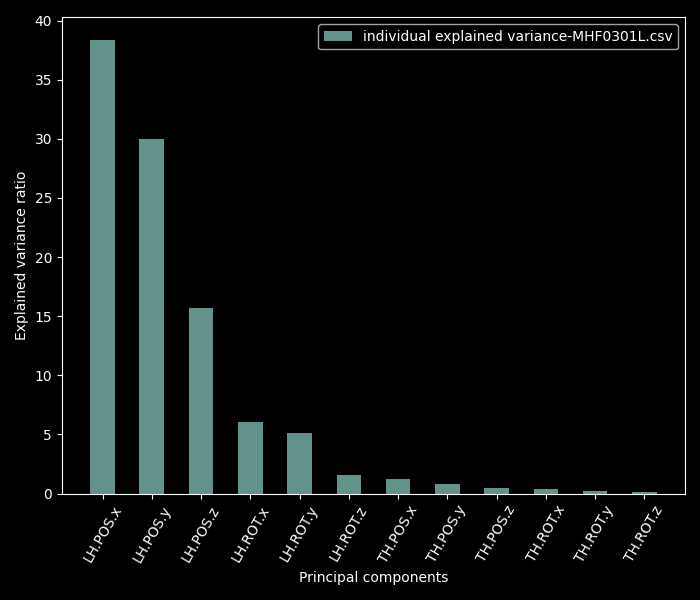 individual explained variance-MHF0301L.csv
Explained variance ratio
40
35
30
25
20
15
10
5
0
LH.POS.x
LH.POS.y
LH.POS.z
LH.ROT.x
LH.ROT.y
LH.ROT.z
TH.POS.x
TH.POS.y
TH.POS.z
TH.ROT.x
TH.ROT.y
TH.ROT.z
Principal components